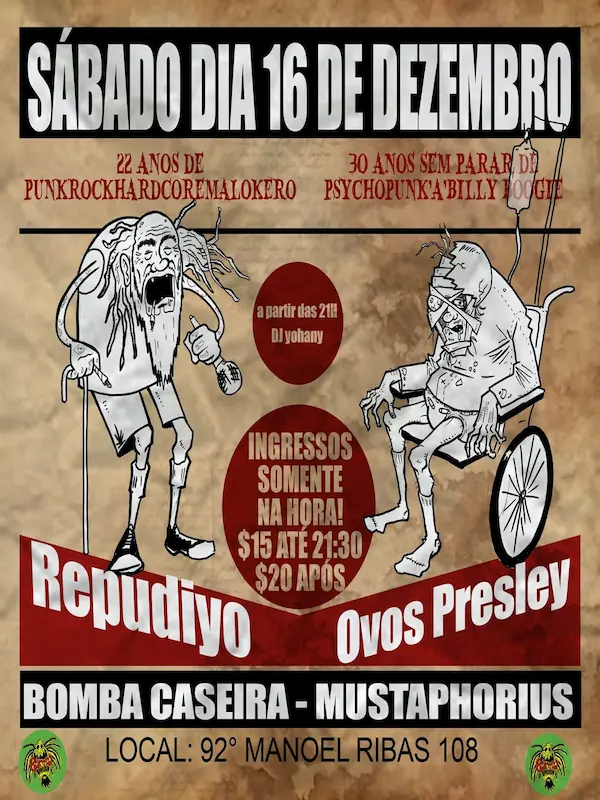 SÁBADO DIA 16 DE DEZEMBRO
22 ANOS DE
PUNKROCKHARDCOREMALOKERO
30 ANOS SEM PARAR DE
PSYCHOPUNK'A'BILLY BOOGIE
a partir das 21H
DJ yohany
INGRESSOS
SOMENTE
NA HORA!
$15 ATÉ 21:30
$20 APÓS
Repudiyo
Ovos Presley
BOMBA CASEIRA - MUSTAPHORIUS
LOCAL: 92° MANOEL RIBAS 108